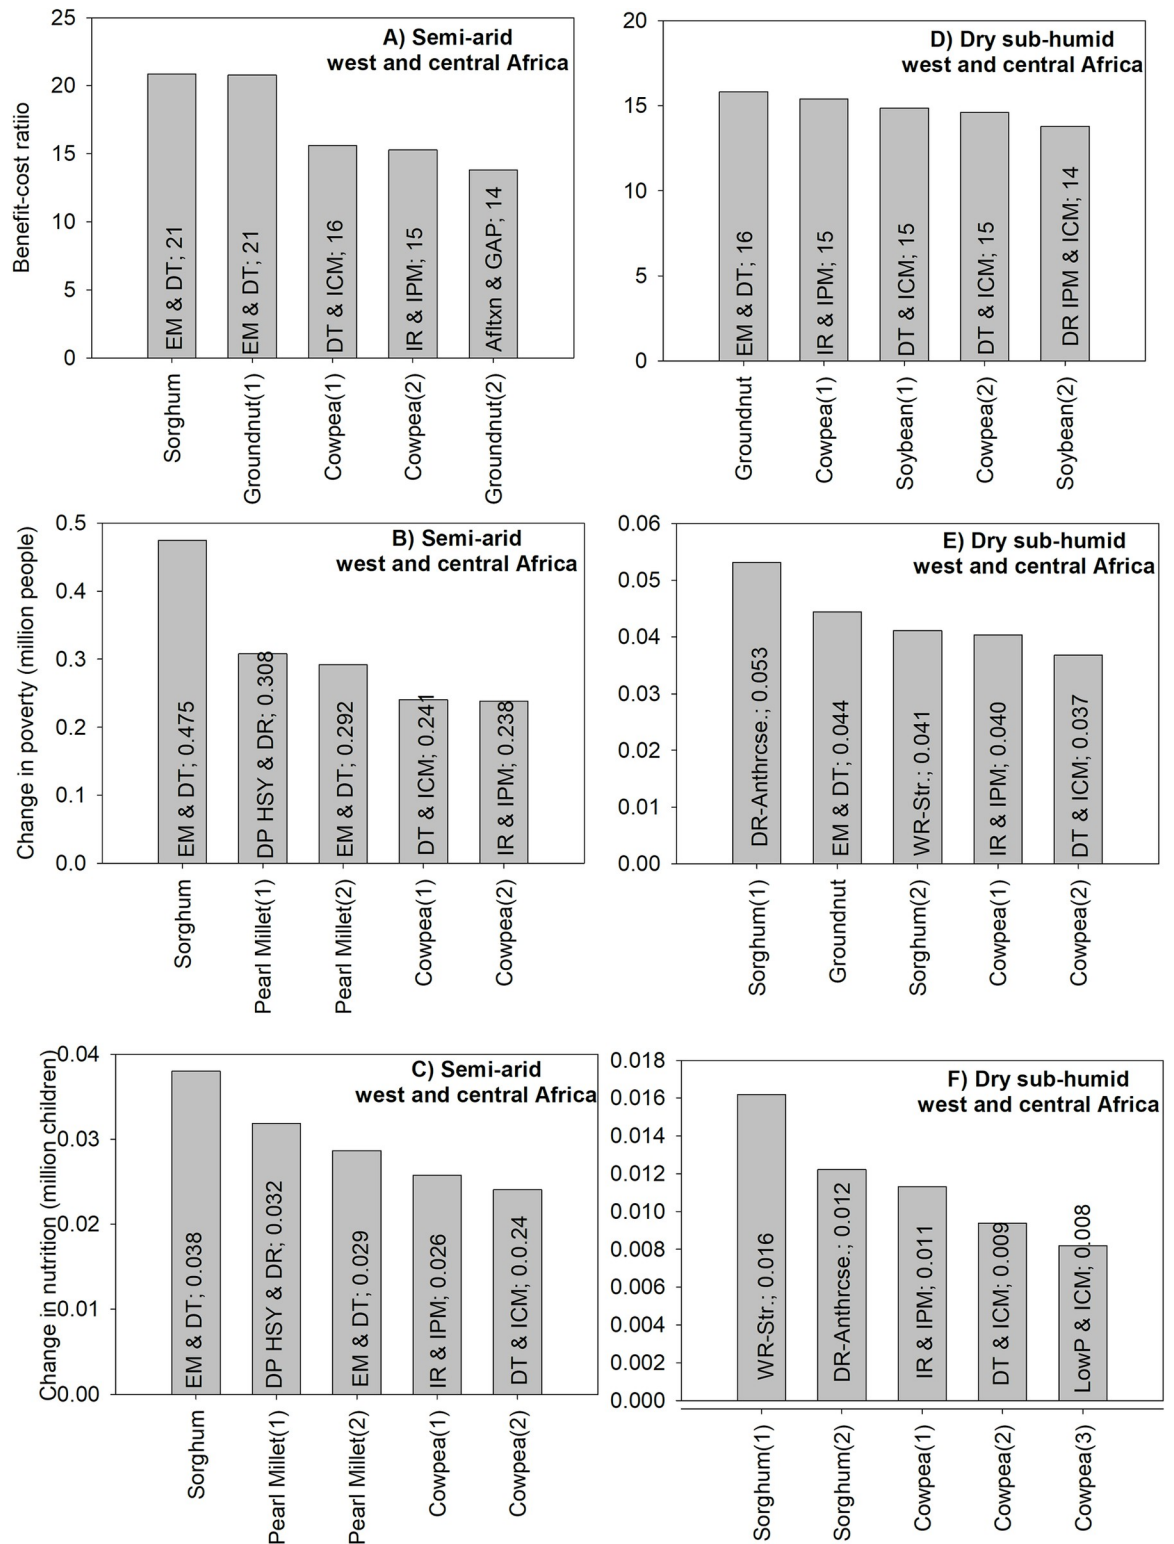 A) Semi-arid
west and central Africa
Benefit-cost ratiio
25
20
15
10
5
0
EM & DT; 21
EM & DT; 21
DT & ICM; 16
IR & IPM; 15
Afltxn & GAP; 14
Sorghum
Groundnut(1)
Cowpea(1)
Cowpea(2)
Groundnut(2)
D) Dry sub-humid
west and central Africa
20
15
10
5
0
EM & DT; 16
IR & IPM; 15
DT & ICM; 15
DT & ICM; 15
DR IPM & ICM; 14
Groundnut
Cowpea(1)
Soybean(1)
Cowpea(2)
Soybean(2)
B) Semi-arid
west and central Africa
Change in poverty (million people)
0.5
0.4
0.3
0.2
0.1
0.0
EM & DT; 0.475
DP HSY & DR; 0.308
EM & DT; 0.292
DT & ICM; 0.241
IR & IPM; 0.238
Sorghum
Pearl Millet(1)
Pearl Millet(2)
Cowpea(1)
Cowpea(2)
E) Dry sub-humid
west and central Africa
0.06
0.05
0.04
0.03
0.02
0.01
0.00
DR-Anthrcse.; 0.053
EM & DT; 0.044
WR-Str.; 0.041
IR & IPM; 0.040
DT & ICM; 0.037
Sorghum(1)
Groundnut
Sorghum(2)
Cowpea(1)
Cowpea(2)
C) Semi-arid
west and central Africa
Change in nutrition (million children)
0.04
0.03
0.02
0.01
0.00
EM & DT; 0.038
DP HSY & DR; 0.032
EM & DT; 0.029
IR & IPM; 0.026
DT & ICM; 0.0.24
Sorghum
Pearl Millet(1)
Pearl Millet(2)
Cowpea(1)
Cowpea(2)
F) Dry sub-humid
west and central Africa
0.018
0.016
0.014
0.012
0.010
0.008
0.006
0.004
0.002
0.000
WR-Str.; 0.016
DR-Anthrcse.; 0.012
IR & IPM; 0.011
DT & ICM; 0.009
LowP & ICM; 0.008
Sorghum(1)
Sorghum(2)
Cowpea(1)
Cowpea(2)
Cowpea(3)